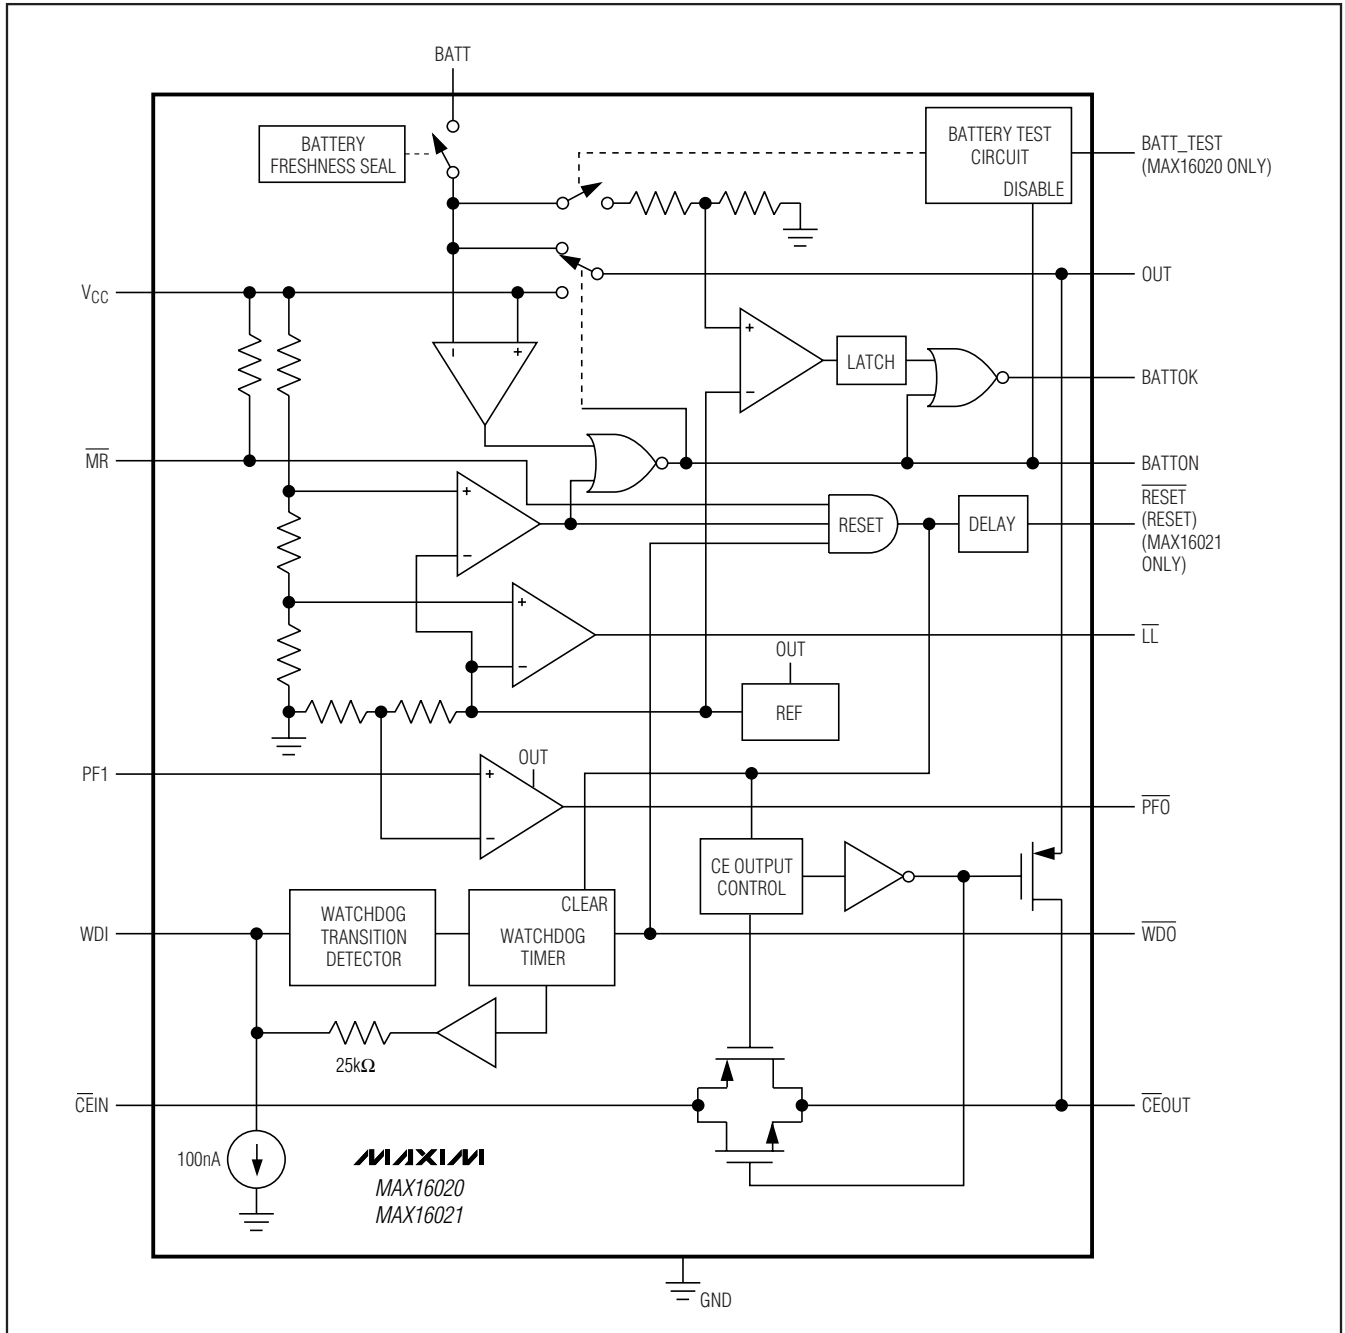 BATT
BATTERY
FRESHNESS SEAL
BATTERY TEST
CIRCUIT
DISABLE
BATT_TEST
(MAX16020 ONLY)
OUT
VCC
+
−
+
−
LATCH
BATTOK
MR
BATTON
RESET
(RESET)
(MAX16021
ONLY)
+
−
RESET
DELAY
+
−
LL
OUT
REF
PF1
+
−
OUT
PFO
CE OUTPUT
CONTROL
WDI
WATCHDOG
TRANSITION
DETECTOR
CLEAR
WATCHDOG
TIMER
WDO
25kΩ
CEIN
CEOUT
100nA
MAXIM
MAX16020
MAX16021
GND